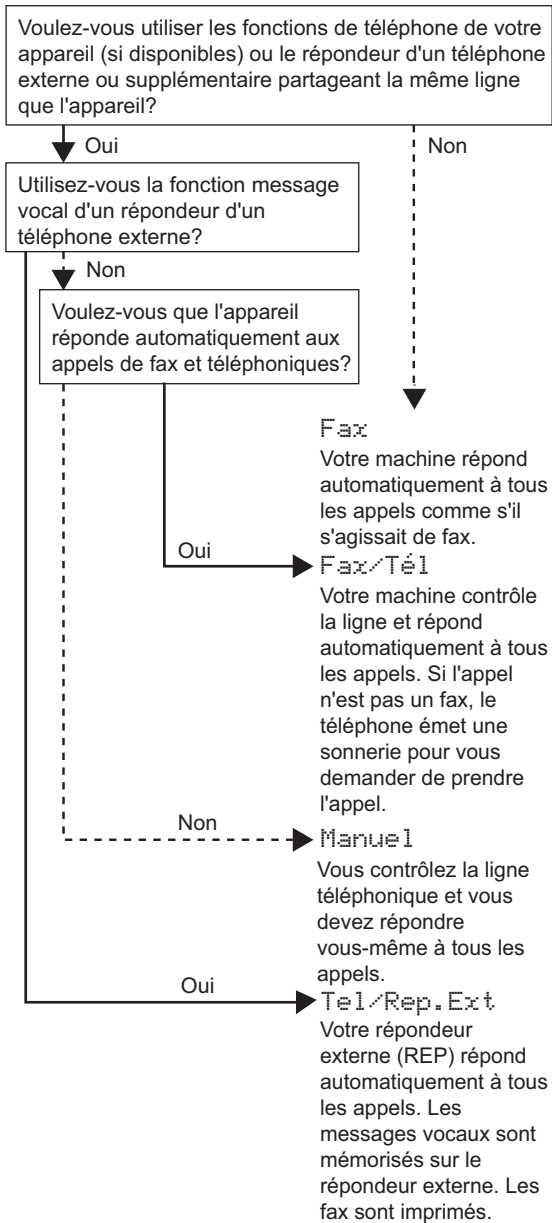 Voulez-vous utiliser les fonctions de téléphone de votre
appareil (si disponibles) ou le répondeur d'un téléphone
externe ou supplémentaire partageant la même ligne
que l'appareil?
Oui
Non
Utilisez-vous la fonction message
vocal d'un répondeur d'un
téléphone externe?
Non
Voulez-vous que l'appareil
réponde automatiquement aux
appels de fax et téléphoniques?
Fax
Votre machine répond
automatiquement à tous
les appels comme s'il
s'agissait de fax.
Oui
Fax/Tél
Votre machine contrôle
la ligne et répond
automatiquement à tous
les appels. Si l'appel
n'est pas un fax, le
téléphone émet une
sonnerie pour vous
demander de prendre
l'appel.
Non
Manuel
Vous contrôlez la ligne
téléphonique et vous
devez répondre
vous-même à tous les
appels.
Oui
Tel/Rep.Ext
Votre répondeur
externe (REP) répond
automatiquement à tous
les appels. Les
messages vocaux sont
mémorisés sur le
répondeur externe. Les
fax sont imprimés.